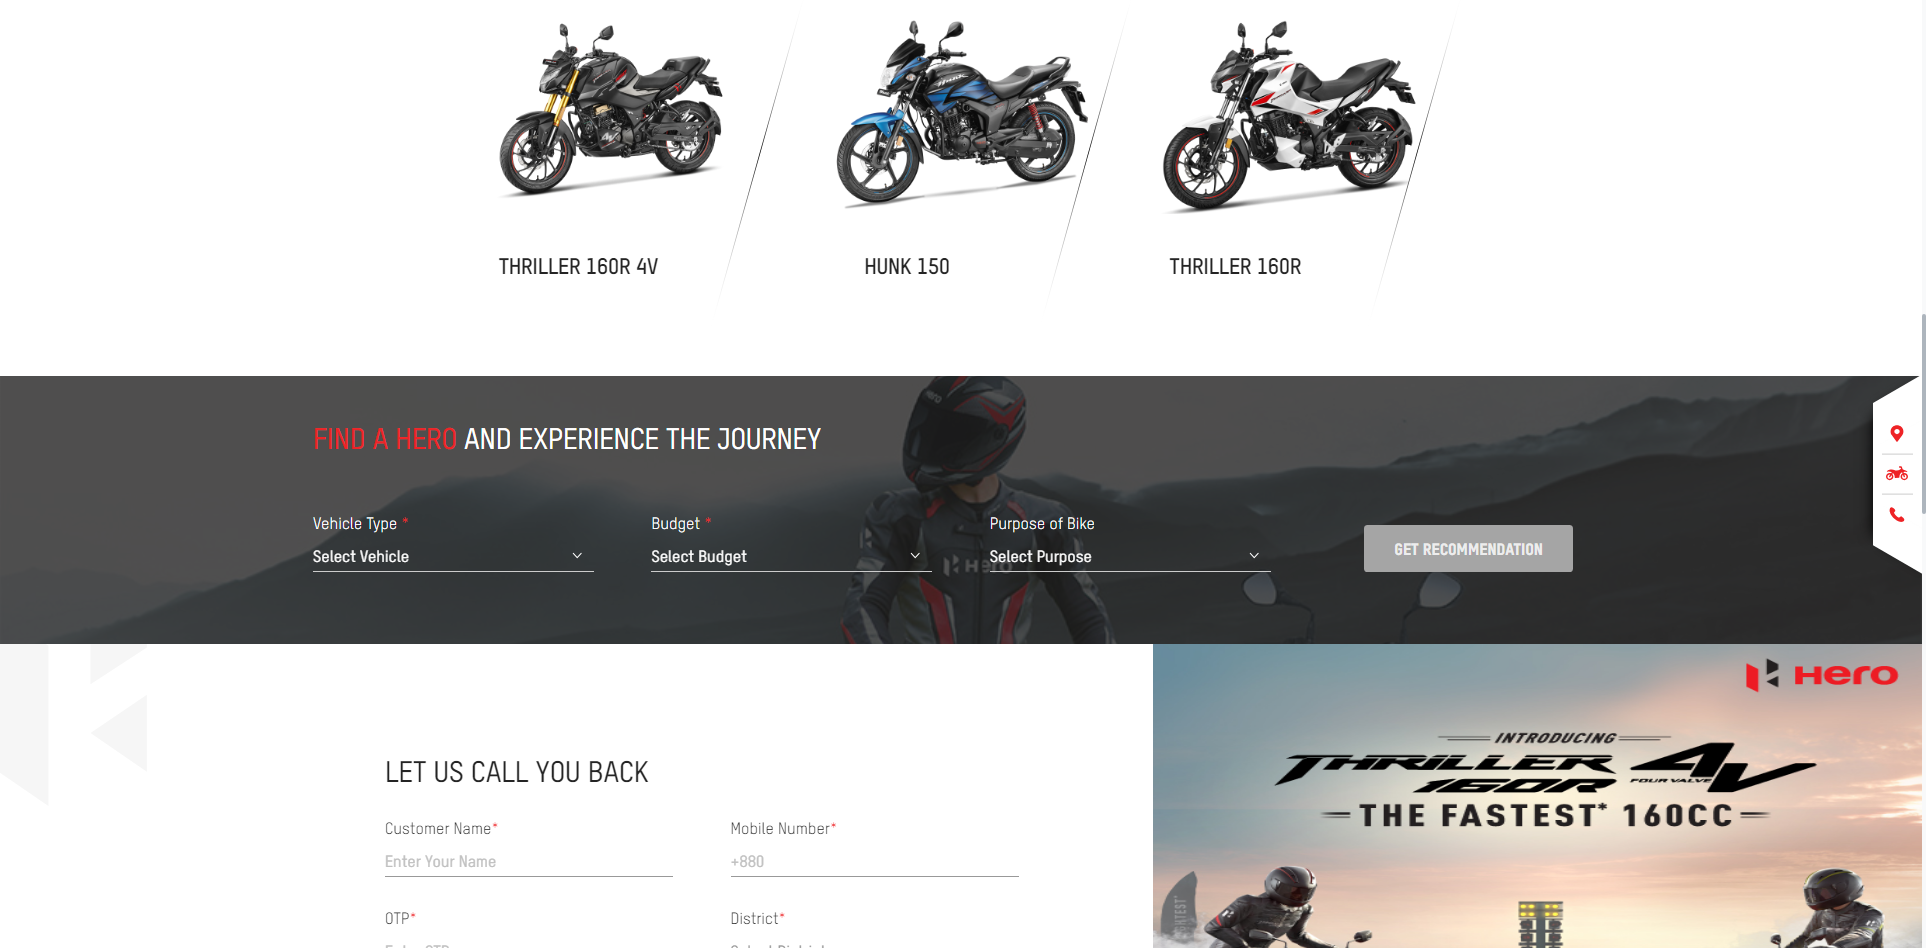 THRILLER 160R 4V
HUNK 150
THRILLER 160R
FIND A HERO AND EXPERIENCE THE JOURNEY
Vehicle Type *
Select Vehicle
Budget *
Select Budget
Purpose of Bike
Select Purpose
GET RECOMMENDATION
LET US CALL YOU BACK
Customer Name*
Enter Your Name
Mobile Number*
+880
OTP*
District*
Hero
INTRODUCING
THRILLER
160R
4V
FOUR VALVE
THE FASTEST* 160CC